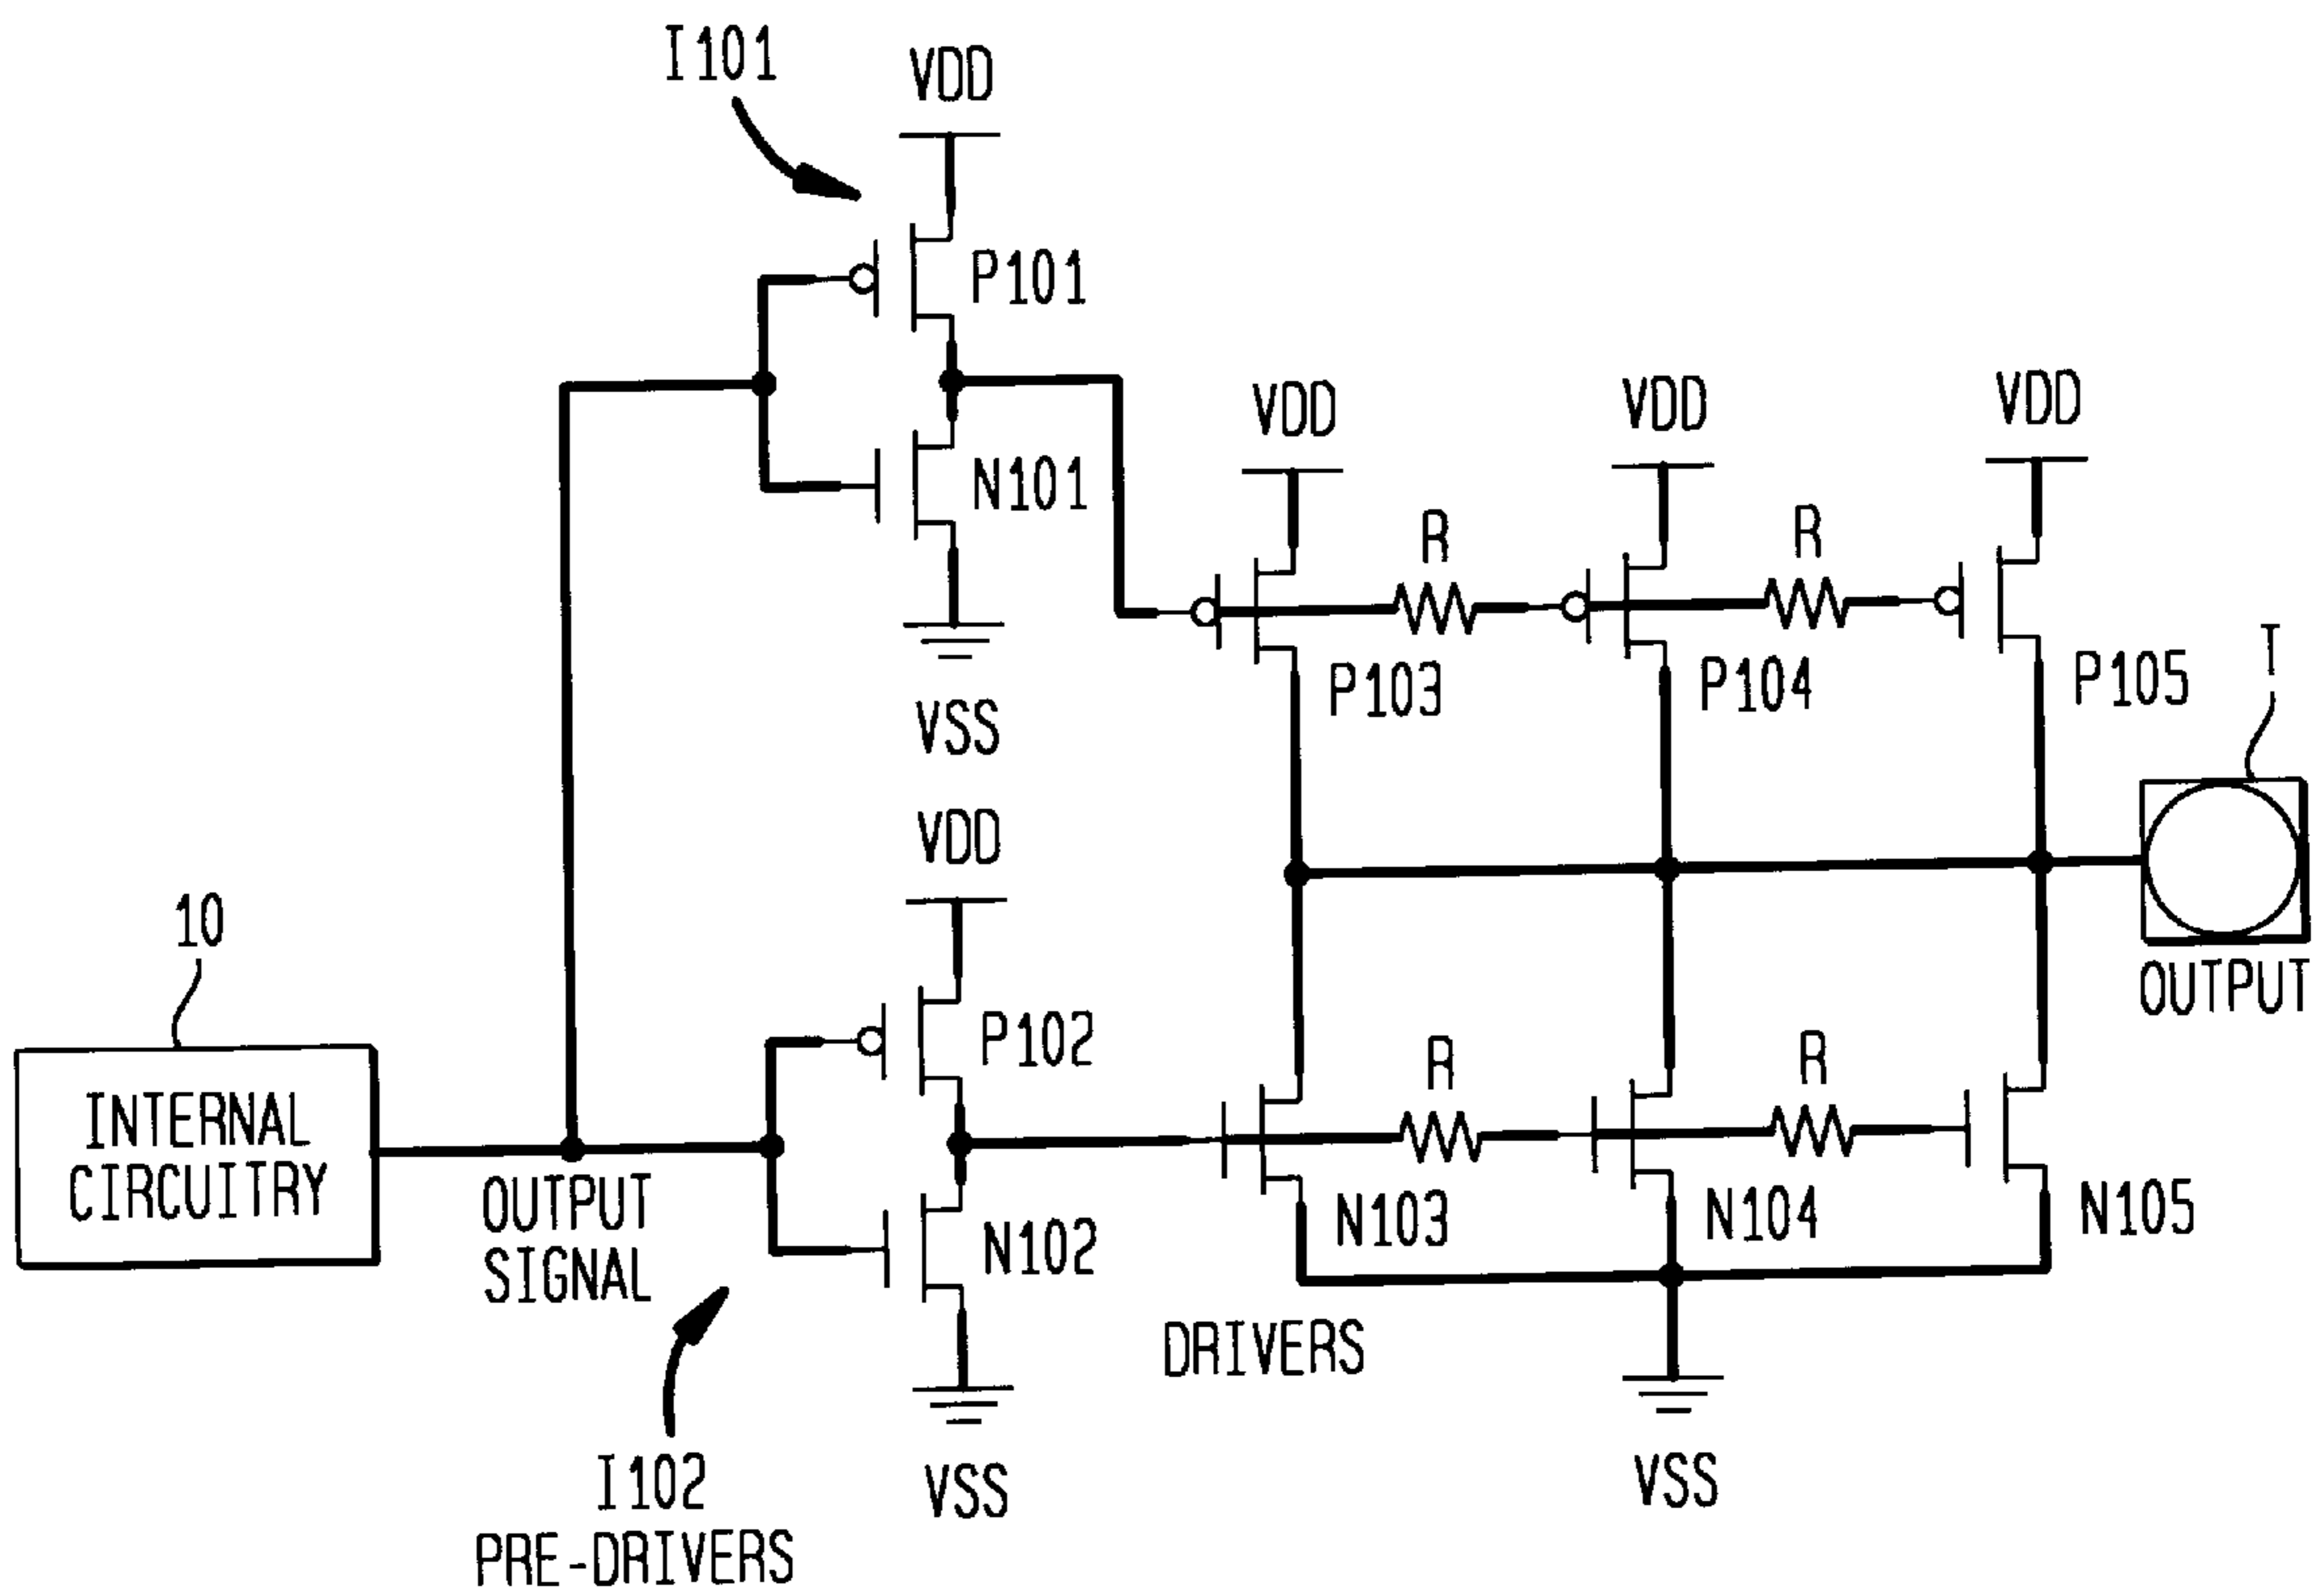 I101
VDD
P101
N101
VSS
VDD
VDD
VDD
R
R
P103
P104
P105
T
OUTPUT
VDD
10
INTERNAL
CIRCUITRY
OUTPUT
SIGNAL
P102
N102
R
R
N103
N104
N105
DRIVERS
VSS
VSS
I102
PRE-DRIVERS